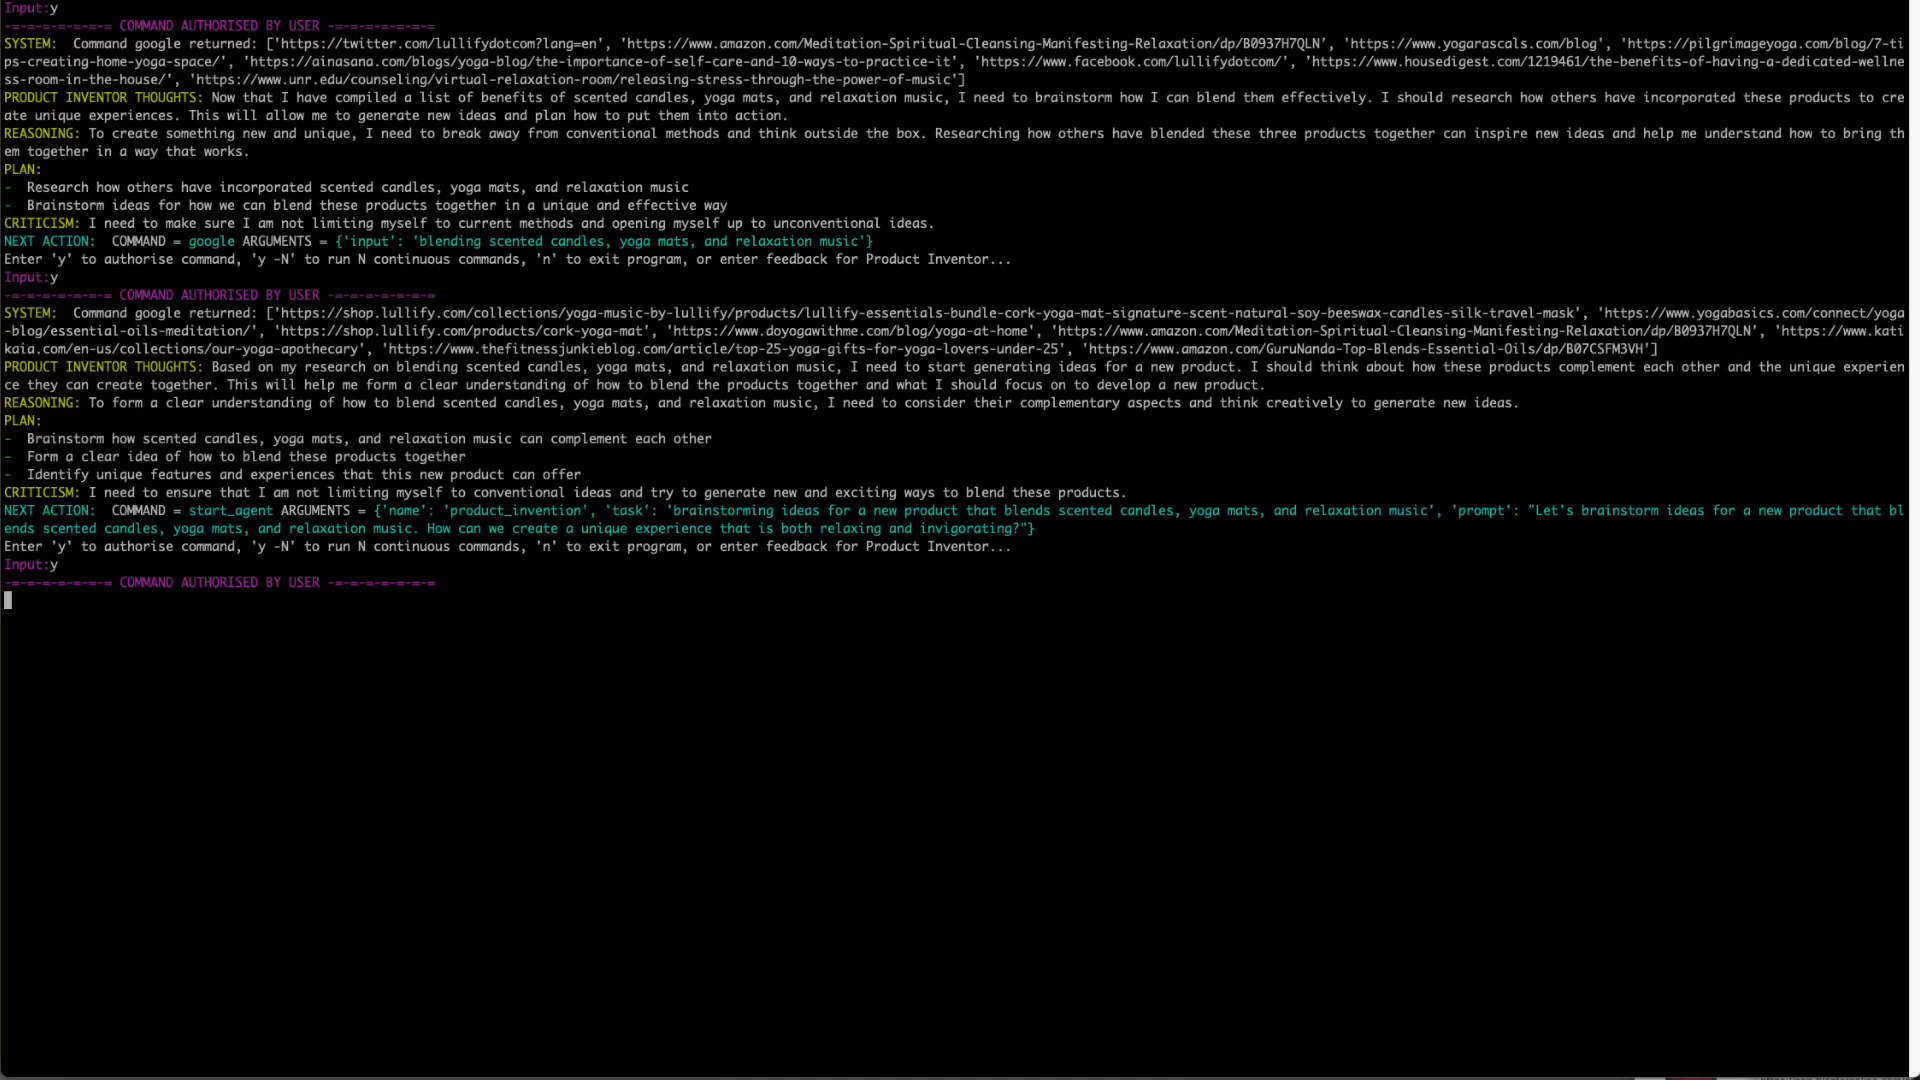 Input:y
-=-=-=-=-=-=-= COMMAND AUTHORISED BY USER -=-=-=-=-=-=-=
SYSTEM:  Command google returned: ['https://twitter.com/lullifydotcom?lang=en', 'https://www.amazon.com/Meditation-Spiritual-Cleansing-Manifesting-Relaxation/dp/B0937H7QLN', 'https://www.yogarascals.com/blog', 'https://pilgrimageyoga.com/blog/7-ti
ps-creating-home-yoga-space/', 'https://ainasana.com/blogs/yoga-blog/the-importance-of-self-care-and-10-ways-to-practice-it', 'https://www.facebook.com/lullifydotcom/', 'https://www.housedigest.com/1219461/the-benefits-of-having-a-dedicated-wellne
ss-room-in-the-house/', 'https://www.unr.edu/counseling/virtual-relaxation-room/releasing-stress-through-the-power-of-music']
PRODUCT INVENTOR THOUGHTS: Now that I have compiled a list of benefits of scented candles, yoga mats, and relaxation music, I need to brainstorm how I can blend them effectively. I should research how others have incorporated these products to cre
ate unique experiences. This will allow me to generate new ideas and plan how to put them into action.
REASONING: To create something new and unique, I need to break away from conventional methods and think outside the box. Researching how others have blended these three products together can inspire new ideas and help me understand how to bring th
em together in a way that works.
PLAN:
-  Research how others have incorporated scented candles, yoga mats, and relaxation music
-  Brainstorm ideas for how we can blend these products together in a unique and effective way
CRITICISM: I need to make sure I am not limiting myself to current methods and opening myself up to unconventional ideas.
NEXT ACTION:  COMMAND = google ARGUMENTS = {'input': 'blending scented candles, yoga mats, and relaxation music'}
Enter 'y' to authorise command, 'y -N' to run N continuous commands, 'n' to exit program, or enter feedback for Product Inventor...
Input:y
-=-=-=-=-=-=-= COMMAND AUTHORISED BY USER -=-=-=-=-=-=-=
SYSTEM:  Command google returned: ['https://shop.lullify.com/collections/yoga-music-by-lullify/products/lullify-essentials-bundle-cork-yoga-mat-signature-scent-natural-soy-beeswax-candles-silk-travel-mask', 'https://www.yogabasics.com/connect/yoga
-blog/essential-oils-meditation/', 'https://shop.lullify.com/products/cork-yoga-mat', 'https://www.doyogawithme.com/blog/yoga-at-home', 'https://www.amazon.com/Meditation-Spiritual-Cleansing-Manifesting-Relaxation/dp/B0937H7QLN', 'https://www.kati
kaia.com/en-us/collections/our-yoga-apothecary', 'https://www.thefitnessjunkieblog.com/article/top-25-yoga-gifts-for-yoga-lovers-under-25', 'https://www.amazon.com/GuruNanda-Top-Blends-Essential-Oils/dp/B07CSFM3VH']
PRODUCT INVENTOR THOUGHTS: Based on my research on blending scented candles, yoga mats, and relaxation music, I need to start generating ideas for a new product. I should think about how these products complement each other and the unique experien
ce they can create together. This will help me form a clear understanding of how to blend the products together and what I should focus on to develop a new product.
REASONING: To form a clear understanding of how to blend scented candles, yoga mats, and relaxation music, I need to consider their complementary aspects and think creatively to generate new ideas.
PLAN:
-  Brainstorm how scented candles, yoga mats, and relaxation music can complement each other
-  Form a clear idea of how to blend these products together
-  Identify unique features and experiences that this new product can offer
CRITICISM: I need to ensure that I am not limiting myself to conventional ideas and try to generate new and exciting ways to blend these products.
NEXT ACTION:  COMMAND = start_agent ARGUMENTS = {'name': 'product_invention', 'task': 'brainstorming ideas for a new product that blends scented candles, yoga mats, and relaxation music', 'prompt': "Let's brainstorm ideas for a new product that bl
ends scented candles, yoga mats, and relaxation music. How can we create a unique experience that is both relaxing and invigorating?"}
Enter 'y' to authorise command, 'y -N' to run N continuous commands, 'n' to exit program, or enter feedback for Product Inventor...
Input:y
-=-=-=-=-=-=-= COMMAND AUTHORISED BY USER -=-=-=-=-=-=-=